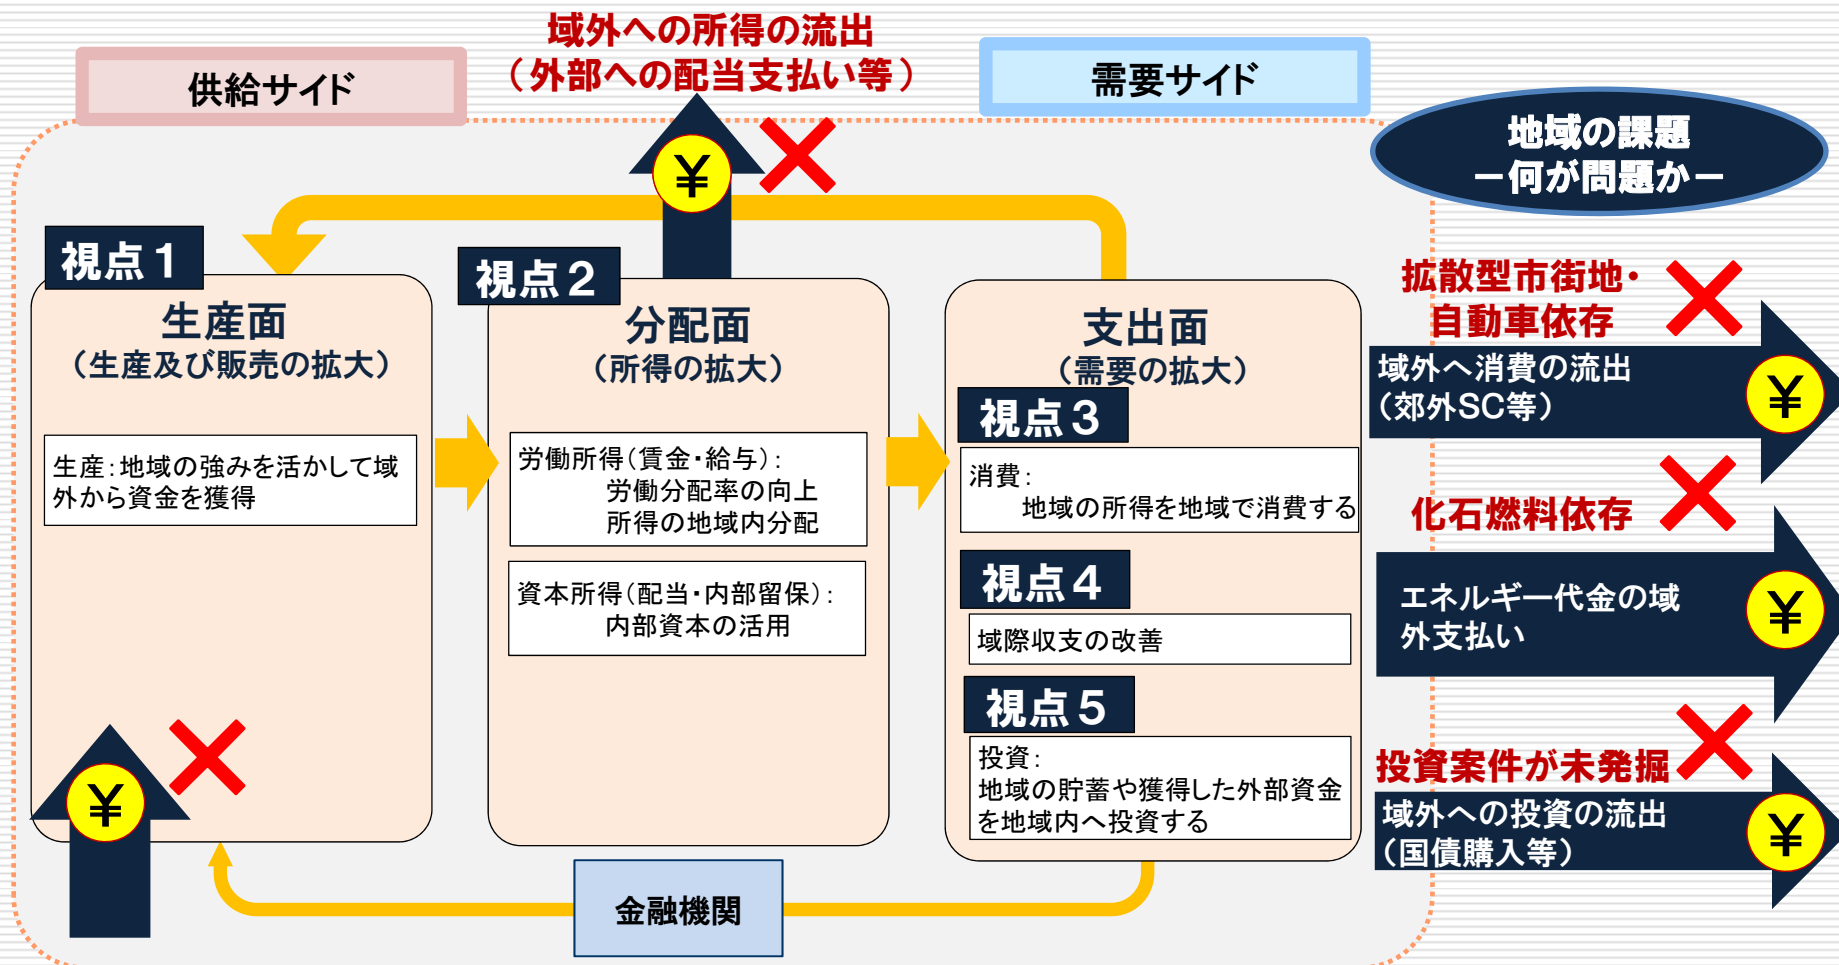 域外への所得の流出
（外部への配当支払い等）
供給サイド
需要サイド
地域の課題
－何が問題か－
¥
視点１
生産面
（生産及び販売の拡大）
生産：地域の強みを活かして域
外から資金を獲得
¥
視点２
分配面
（所得の拡大）
労働所得（賃金・給与）：
労働分配率の向上
所得の地域内分配
資本所得（配当・内部留保）：
内部資本の活用
支出面
（需要の拡大）
視点３
消費：
地域の所得を地域で消費する
視点４
域際収支の改善
視点５
投資：
地域の貯蓄や獲得した外部資金
を地域内へ投資する
金融機関
拡散型市街地・
自動車依存
域外へ消費の流出
（郊外SC等）
¥
化石燃料依存
エネルギー代金の域
外支払い
¥
投資案件が未発掘
域外への投資の流出
（国債購入等）
¥